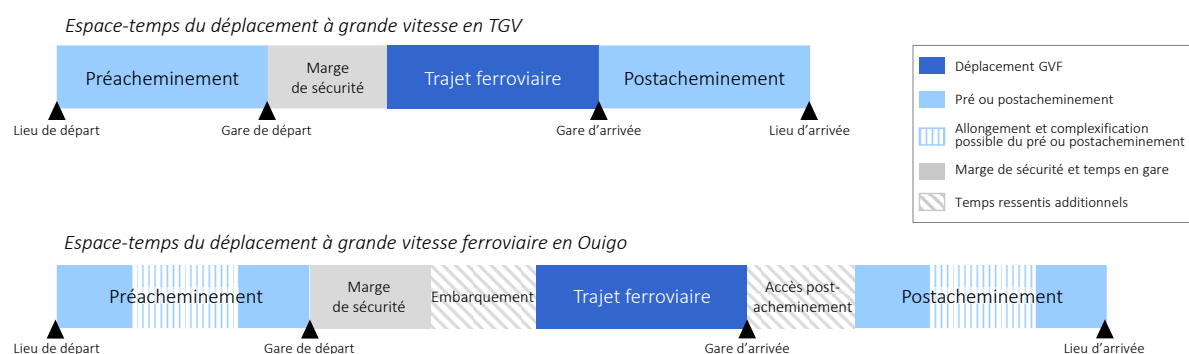 Espace-temps du déplacement à grande vitesse en TGV
Préacheminement
Marge
de sécurité
Trajet ferroviaire
Postacheminement
Lieu de départ
Gare de départ
Gare d'arrivée
Lieu d'arrivée
Déplacement GVF
Pré ou postacheminement
Allongement et complexification
possible du pré ou postacheminement
Marge de sécurité et temps en gare
Temps ressentis additionnels
Espace-temps du déplacement à grande vitesse ferroviaire en Ouigo
Préacheminement
Marge
de sécurité
Embarquement
Trajet ferroviaire
Accès post-
acheminement
Postacheminement
Lieu de départ
Gare de départ
Gare d'arrivée
Lieu d'arrivée